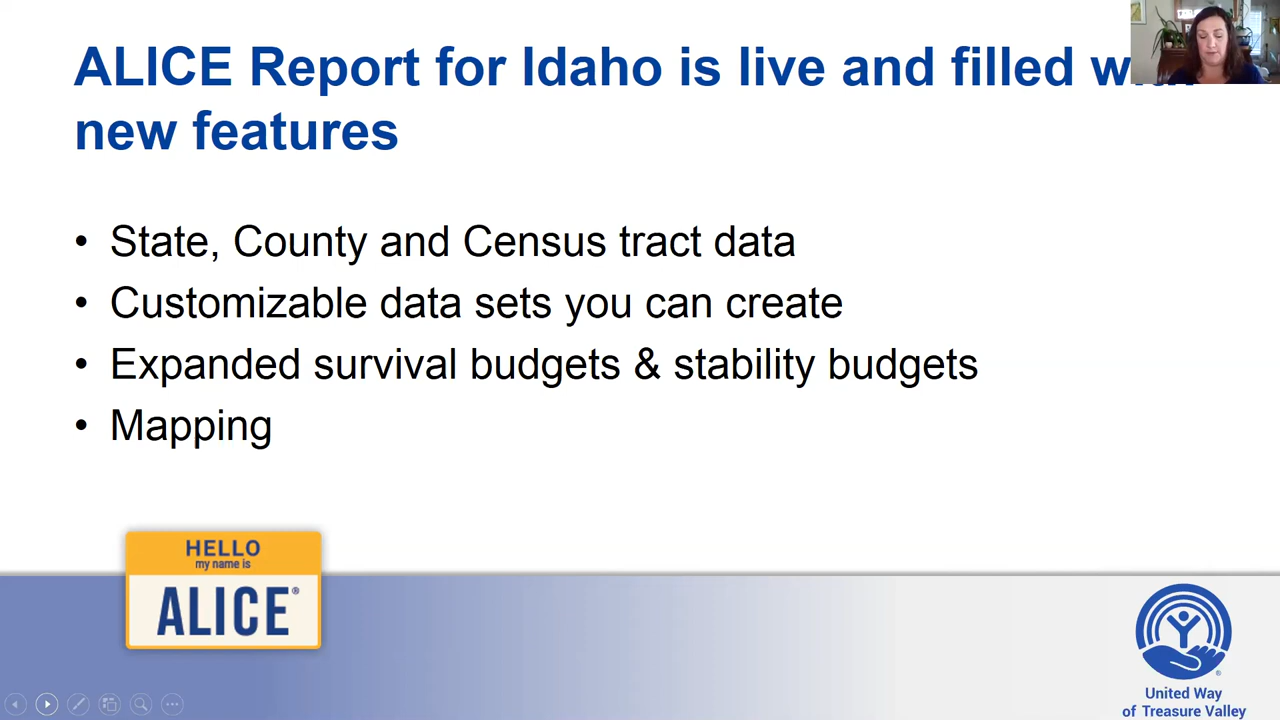 ALICE Report for Idaho is live and filled
new features
• State, County and Census tract data
• Customizable data sets you can create
• Expanded survival budgets & stability budgets
• Mapping
HELLO
my name is
ALICE®
United Way
of Treasure Valley